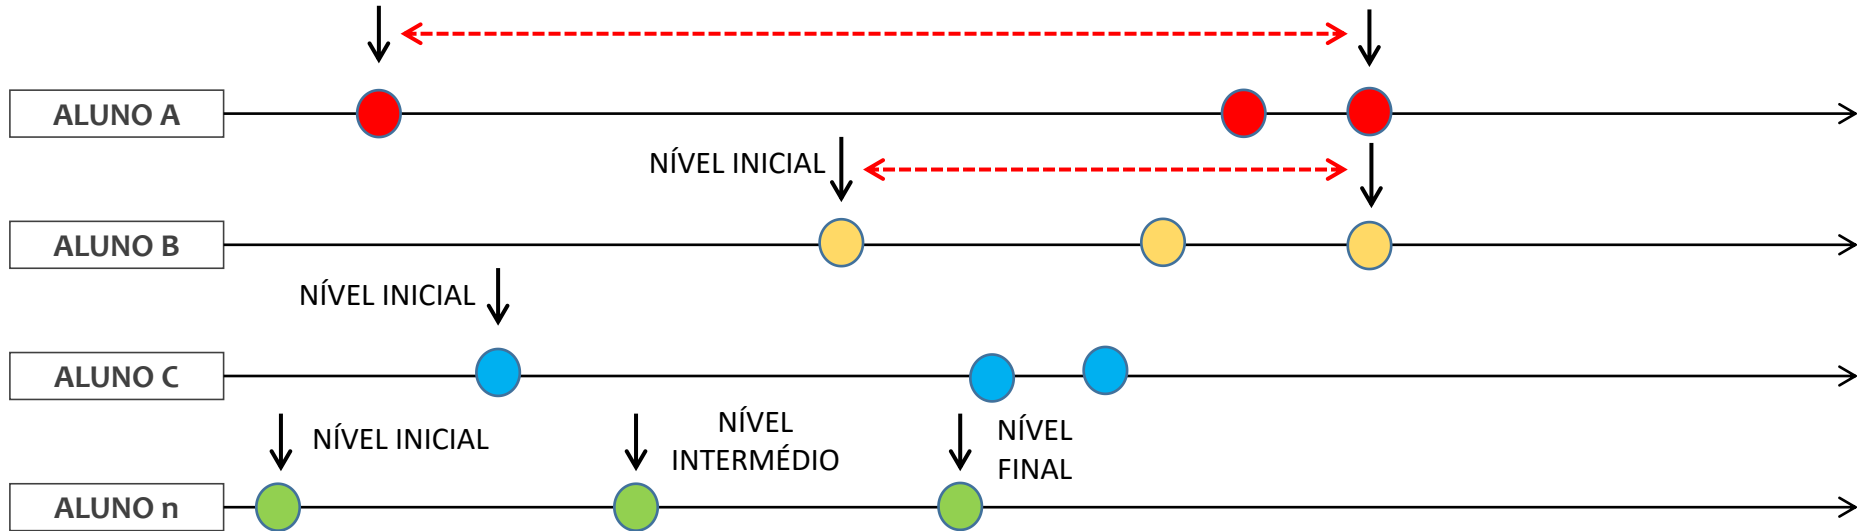 ALUNO A
NÍVEL INICIAL
ALUNO B
NÍVEL INICIAL
ALUNO C
NÍVEL INICIAL
NÍVEL
INTERMÉDIO
NÍVEL
FINAL
ALUNO n